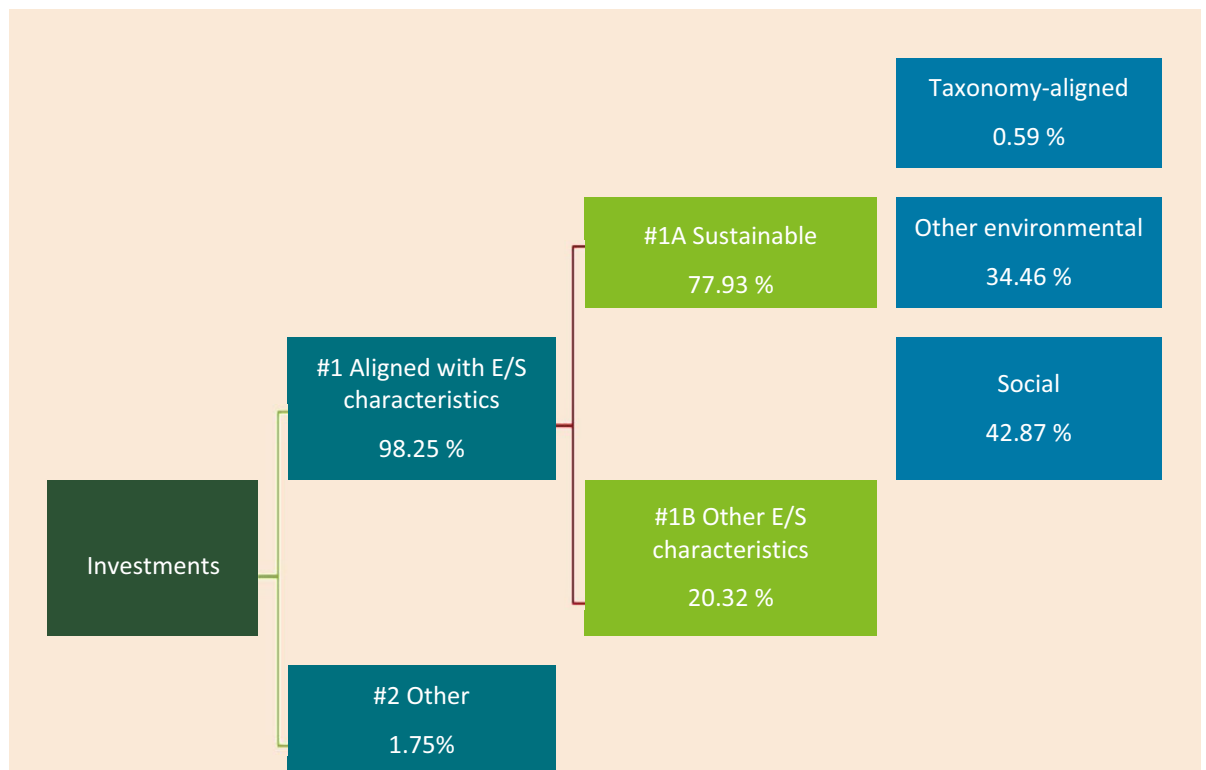 Taxonomy-aligned
0.59 %
#1A Sustainable
77.93 %
Other environmental
34.46 %
#1 Aligned with E/S
characteristics
98.25 %
Social
42.87 %
Investments
#1B Other E/S
characteristics
20.32 %
#2 Other
1.75%